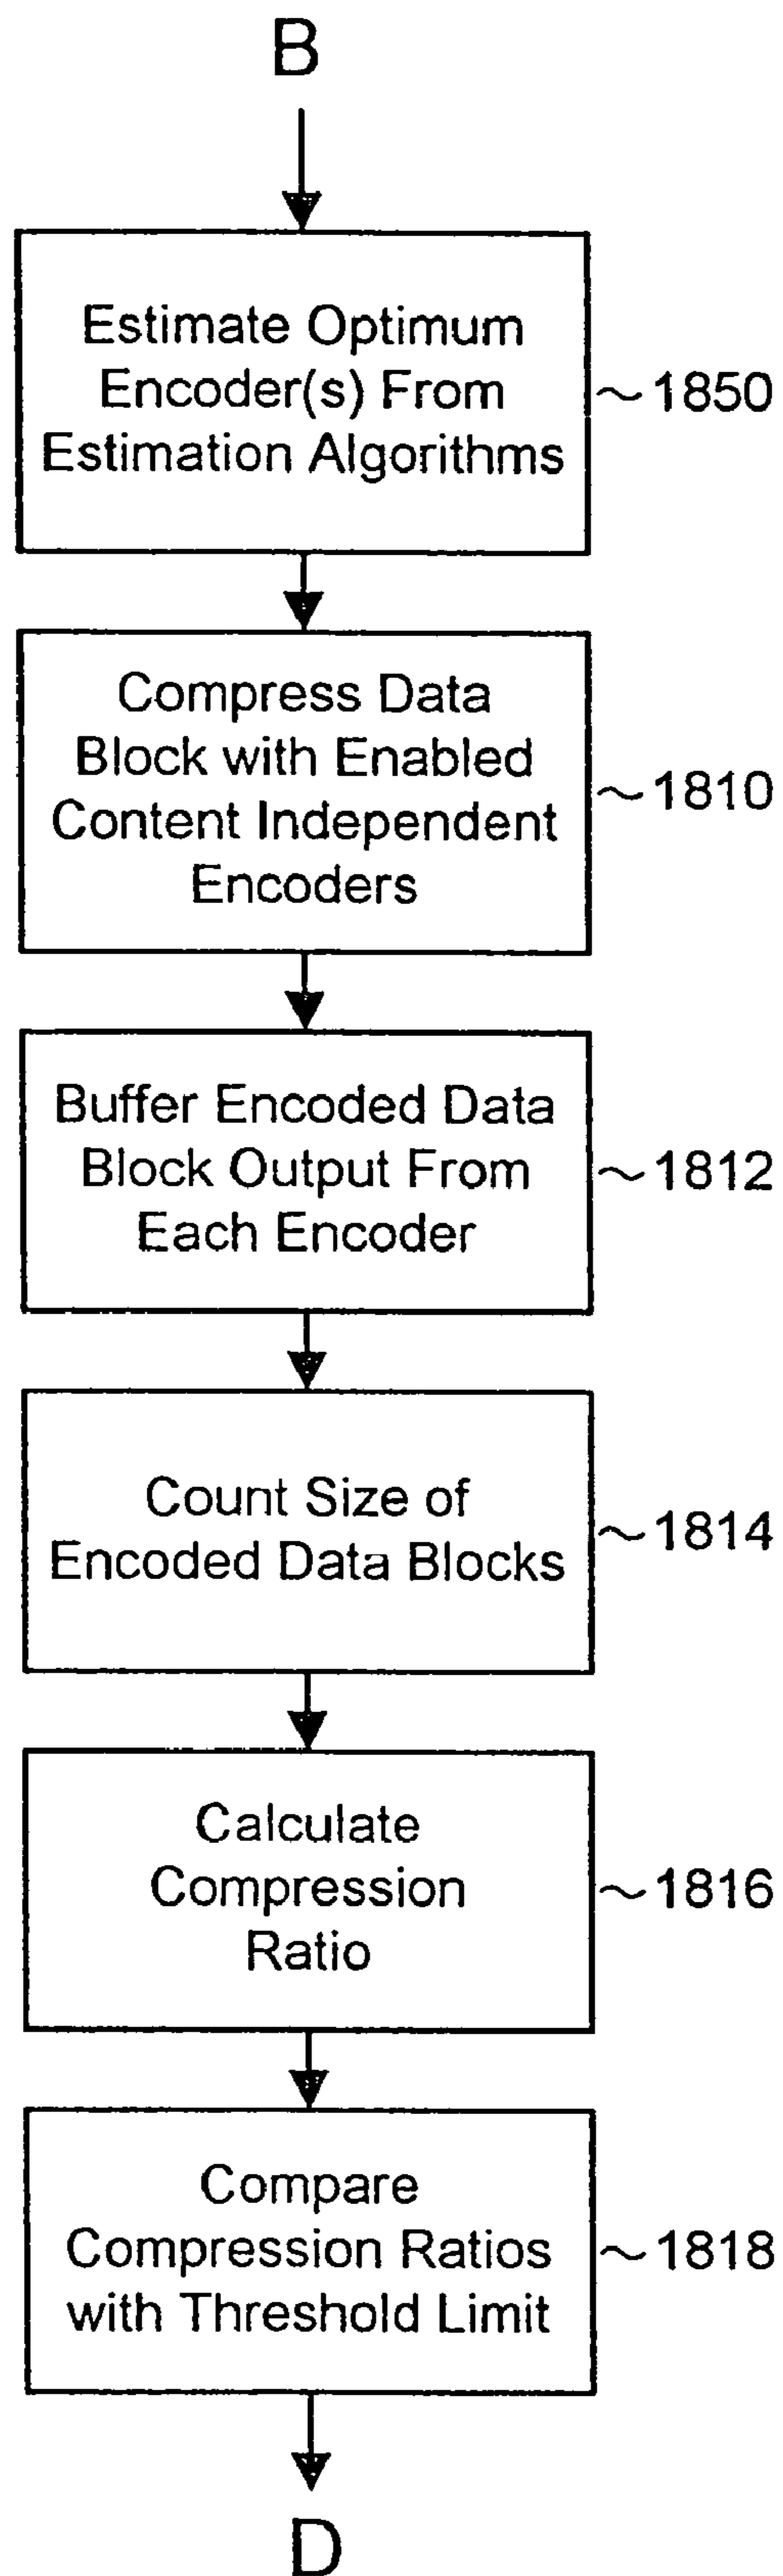 B
Estimate Optimum
Encoder(s) From
Estimation Algorithms
~1850
Compress Data
Block with Enabled
Content Independent
Encoders
~1810
Buffer Encoded Data
Block Output From
Each Encoder
~1812
Count Size of
Encoded Data Blocks
~1814
Calculate
Compression
Ratio
~1816
Compare
Compression Ratios
with Threshold Limit
~1818
D